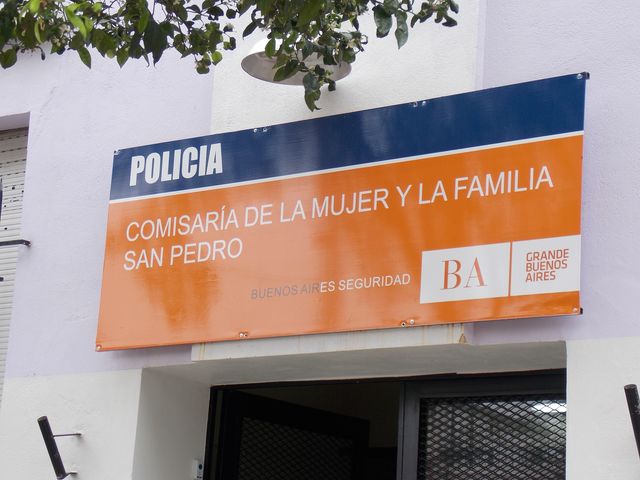 POLICIA
COMISARÍA DE LA MUJER Y LA FAMILIA
SAN PEDRO
BUENOS AIRES SEGURIDAD
BA
GRANDE
BUENOS
AIRES